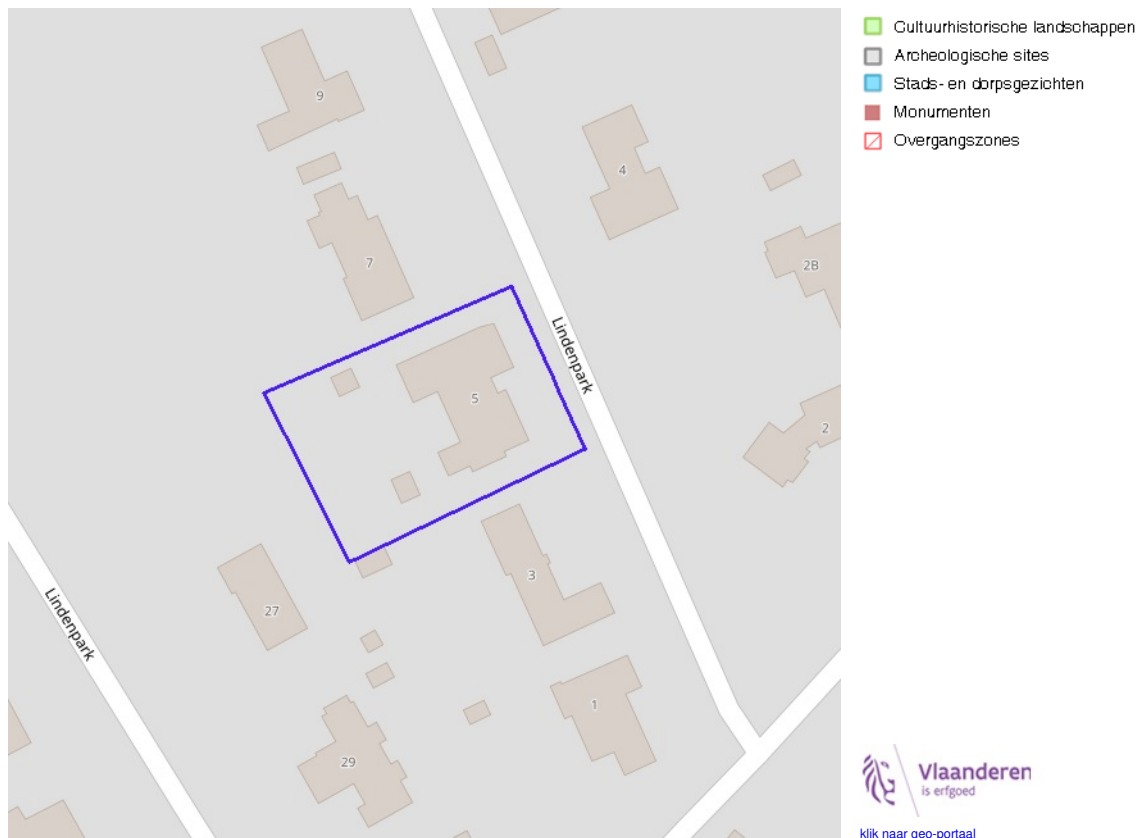 Cultuurhistorische landschappen
Archeologische sites
Stads- en dorpsgezichten
Monumenten
Overgangszones
9
4
7
2B
Lindenpark
5
2
3
27
Lindenpark
1
29
Vlaanderen
is erfgoed
klik naar geo-portaal